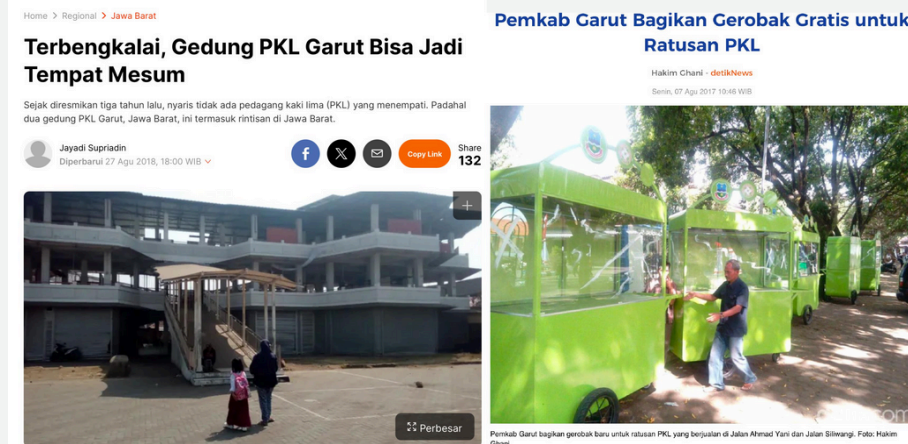 Home > Regional > Jawa Barat
Terbengkalai, Gedung PKL Garut Bisa Jadi
Tempat Mesum
Sejak diresmikan tiga tahun lalu, nyaris tidak ada pedagang kaki lima (PKL) yang menempati. Padahal
dua gedung PKL Garut, Jawa Barat, ini termasuk rintisan di Jawa Barat.
Jayadi Supriadin
Diperbarui 27 Agu 2018, 18:00 WIB
Copy Link
Share
132
Perbesar
Pemkab Garut Bagikan Gerobak Gratis untuk
Ratusan PKL
Hakim Ghani - detikNews
Senin, 07 Agu 2017 10:46 WIB
Pemkab Garut bagikan gerobak baru untuk ratusan PKL yang berjualan di Jalan Ahmad Yani dan Jalan Siliwangi. Foto: Hakim
Ghani